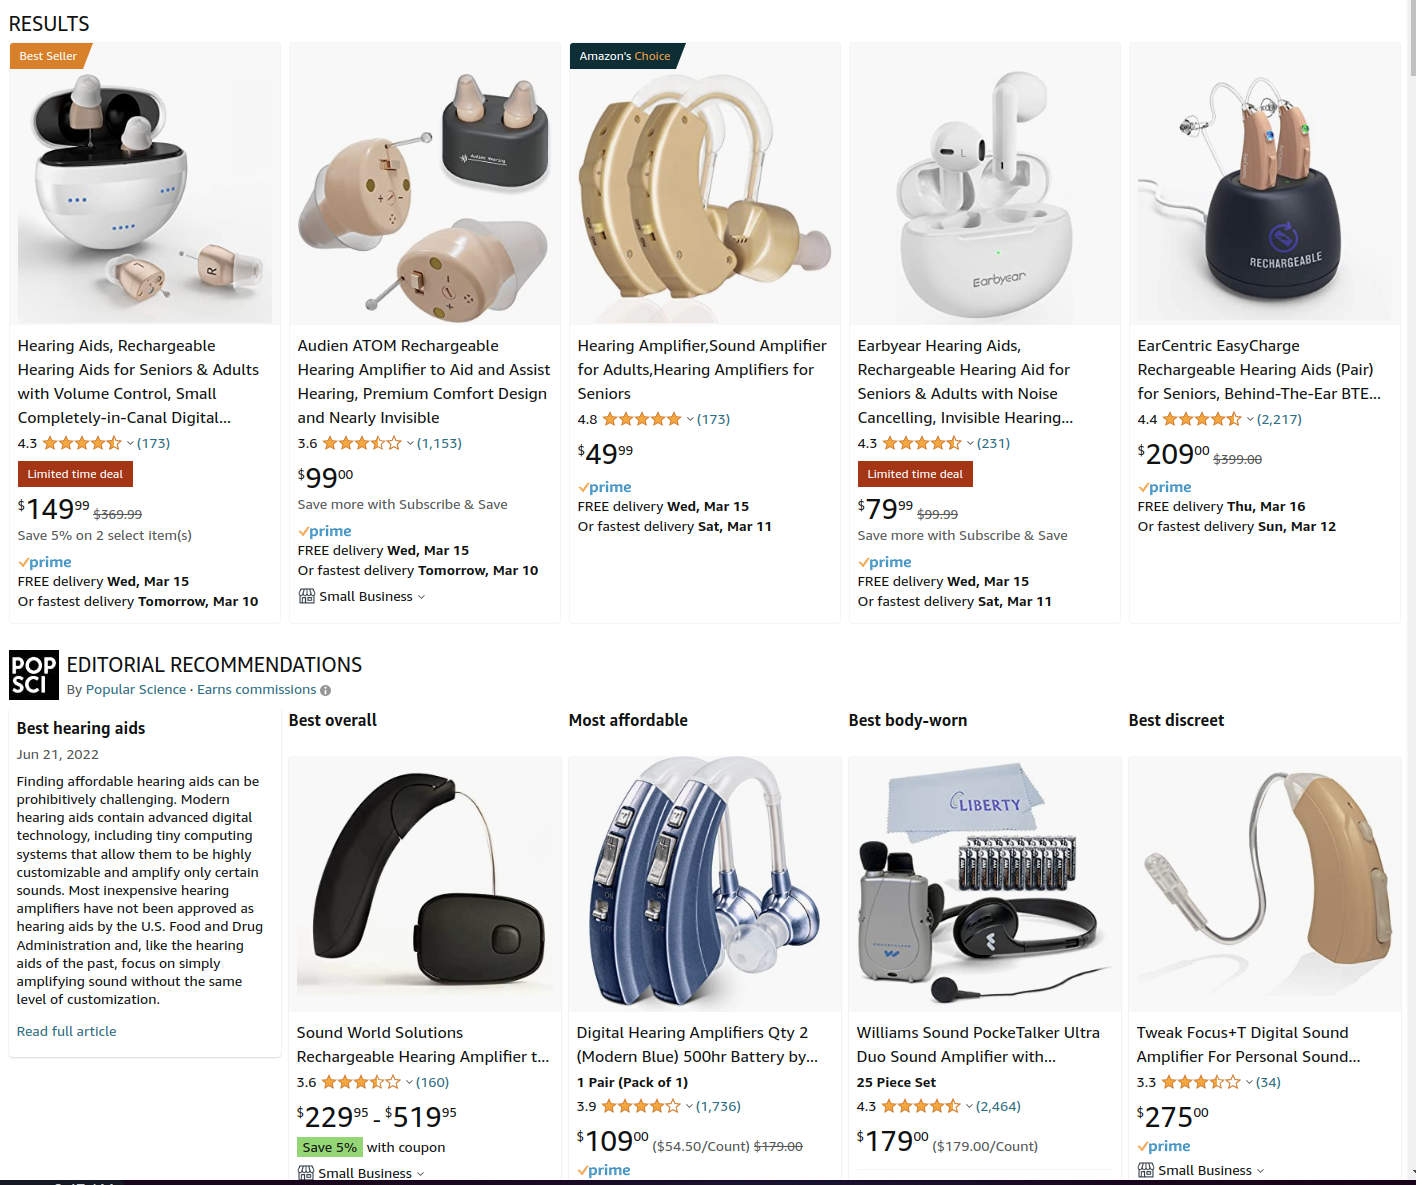 RESULTS
Best Seller
Audien Hearing
Amazon's Choice
L
Earbyear
RECHARGEABLE
R
Hearing Aids, Rechargeable
Hearing Aids for Seniors & Adults
with Volume Control, Small
Completely-in-Canal Digital...
4.3 (173)
Limited time deal
$149.99 $369.99
Save 5% on 2 select item(s)
prime
FREE delivery Wed, Mar 15
Or fastest delivery Tomorrow, Mar 10
Audien ATOM Rechargeable
Hearing Amplifier to Aid and Assist
Hearing, Premium Comfort Design
and Nearly Invisible
3.6 (1,153)
$99.00
Save more with Subscribe & Save
prime
FREE delivery Wed, Mar 15
Or fastest delivery Tomorrow, Mar 10
Small Business
Hearing Amplifier,Sound Amplifier
for Adults,Hearing Amplifiers for
Seniors
4.8 (173)
$49.99
prime
FREE delivery Wed, Mar 15
Or fastest delivery Sat, Mar 11
Earbyear Hearing Aids,
Rechargeable Hearing Aid for
Seniors & Adults with Noise
Cancelling, Invisible Hearing...
4.3 (231)
Limited time deal
$79.99 $99.99
Save more with Subscribe & Save
prime
FREE delivery Wed, Mar 15
Or fastest delivery Sat, Mar 11
EarCentric EasyCharge
Rechargeable Hearing Aids (Pair)
for Seniors, Behind-The-Ear BTE...
4.4 (2,217)
$209.00 $399.00
prime
FREE delivery Thu, Mar 16
Or fastest delivery Sun, Mar 12
POP
SCI
EDITORIAL RECOMMENDATIONS
By Popular Science · Earns commissions
Best hearing aids
Jun 21, 2022
Finding affordable hearing aids can be
prohibitively challenging. Modern
hearing aids contain advanced digital
technology, including tiny computing
systems that allow them to be highly
customizable and amplify only certain
sounds. Most inexpensive hearing
amplifiers have not been approved as
hearing aids by the U.S. Food and Drug
Administration and, like the hearing
aids of the past, focus on simply
amplifying sound without the same
level of customization.
Read full article
Best overall
Sound World Solutions
Rechargeable Hearing Amplifier t...
3.6 (160)
$229.95 - $519.95
Save 5% with coupon
Small Business
Most affordable
ON
OFF
Digital Hearing Amplifiers Qty 2
(Modern Blue) 500hr Battery by...
1 Pair (Pack of 1)
3.9 (1,736)
$109.00 ($54.50/Count) $179.00
prime
Best body-worn
LIBERTY
Williams Sound PockeTalker Ultra
Duo Sound Amplifier with...
25 Piece Set
4.3 (2,464)
$179.00 ($179.00/Count)
Best discreet
Tweak Focus+T Digital Sound
Amplifier For Personal Sound...
3.3 (34)
$275.00
prime
Small Business